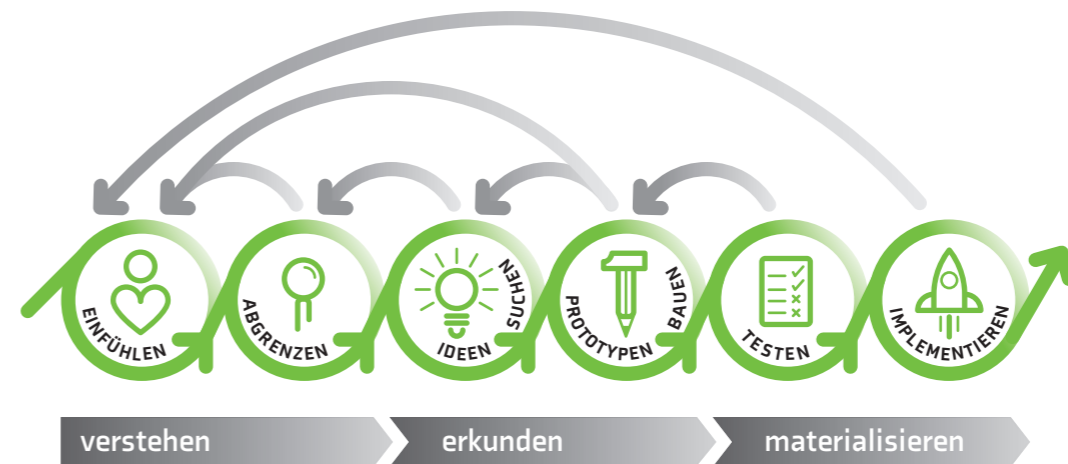 EINFÜHLEN
ABGRENZEN
IDEEN SUCHEN
PROTOTYPEN BAUEN
TESTEN
IMPLEMENTIEREN
verstehen
erkunden
materialisieren